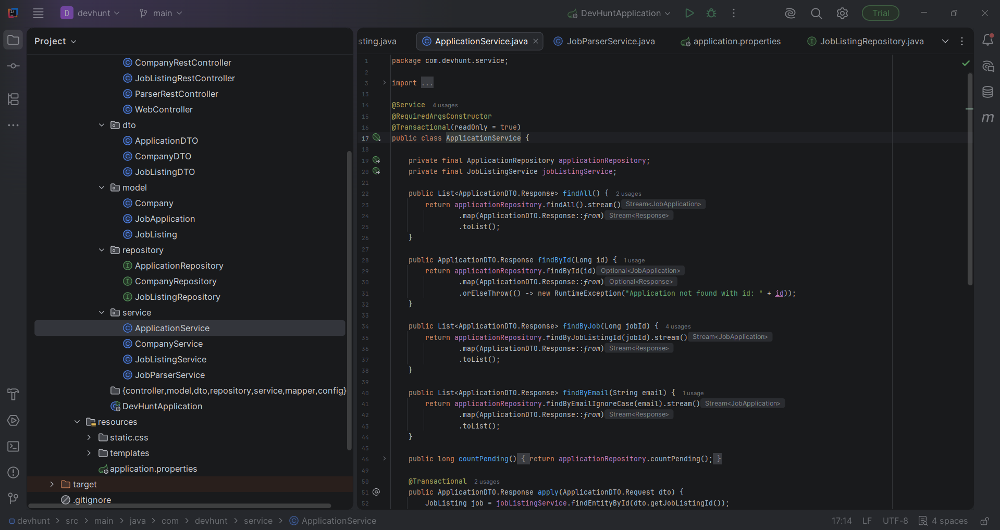 D devhunt main DevHuntApplication Trial
Project
CompanyRestController
JobListingRestController
ParserRestController
WebController
dto
ApplicationDTO
CompanyDTO
JobListingDTO
model
Company
JobApplication
JobListing
repository
ApplicationRepository
CompanyRepository
JobListingRepository
service
ApplicationService
CompanyService
JobListingService
JobParserService
{controller,model,dto,repository,service,mapper,config}
DevHuntApplication
resources
static.css
templates
application.properties
target
.gitignore
sting.java ApplicationService.java JobParserService.java application.properties JobListingRepository.java
1 package com.devhunt.service;
2
3 import ...
13
14 @Service 4 usages
15 @RequiredArgsConstructor
16 @Transactional(readOnly = true)
17 public class ApplicationService {
18
19 private final ApplicationRepository applicationRepository;
20 private final JobListingService jobListingService;
21
22 public List<ApplicationDTO.Response> findAll() { 2 usages
23 return applicationRepository.findAll().stream() Stream<JobApplication>
24 .map(ApplicationDTO.Response::from) Stream<Response>
25 .toList();
26 }
27
28 public ApplicationDTO.Response findById(Long id) { 1 usage
29 return applicationRepository.findById(id) Optional<JobApplication>
30 .map(ApplicationDTO.Response::from) Optional<Response>
31 .orElseThrow(() -> new RuntimeException("Application not found with id: " + id));
32 }
33
34 public List<ApplicationDTO.Response> findByJob(Long jobId) { 4 usages
35 return applicationRepository.findByJobListingId(jobId).stream() Stream<JobApplication>
36 .map(ApplicationDTO.Response::from) Stream<Response>
37 .toList();
38 }
39
40 public List<ApplicationDTO.Response> findByEmail(String email) { 1 usage
41 return applicationRepository.findByEmailIgnoreCase(email).stream() Stream<JobApplication>
42 .map(ApplicationDTO.Response::from) Stream<Response>
43 .toList();
44 }
45
46 public long countPending() { return applicationRepository.countPending(); }
49
50 @Transactional 2 usages
51 public ApplicationDTO.Response apply(ApplicationDTO.Request dto) {
52 JobListing job = jobListingService.findEntityById(dto.getJobListingId());
m
devhunt > src > main > java > com > devhunt > service > ApplicationService 17:14 LF UTF-8 4 spaces